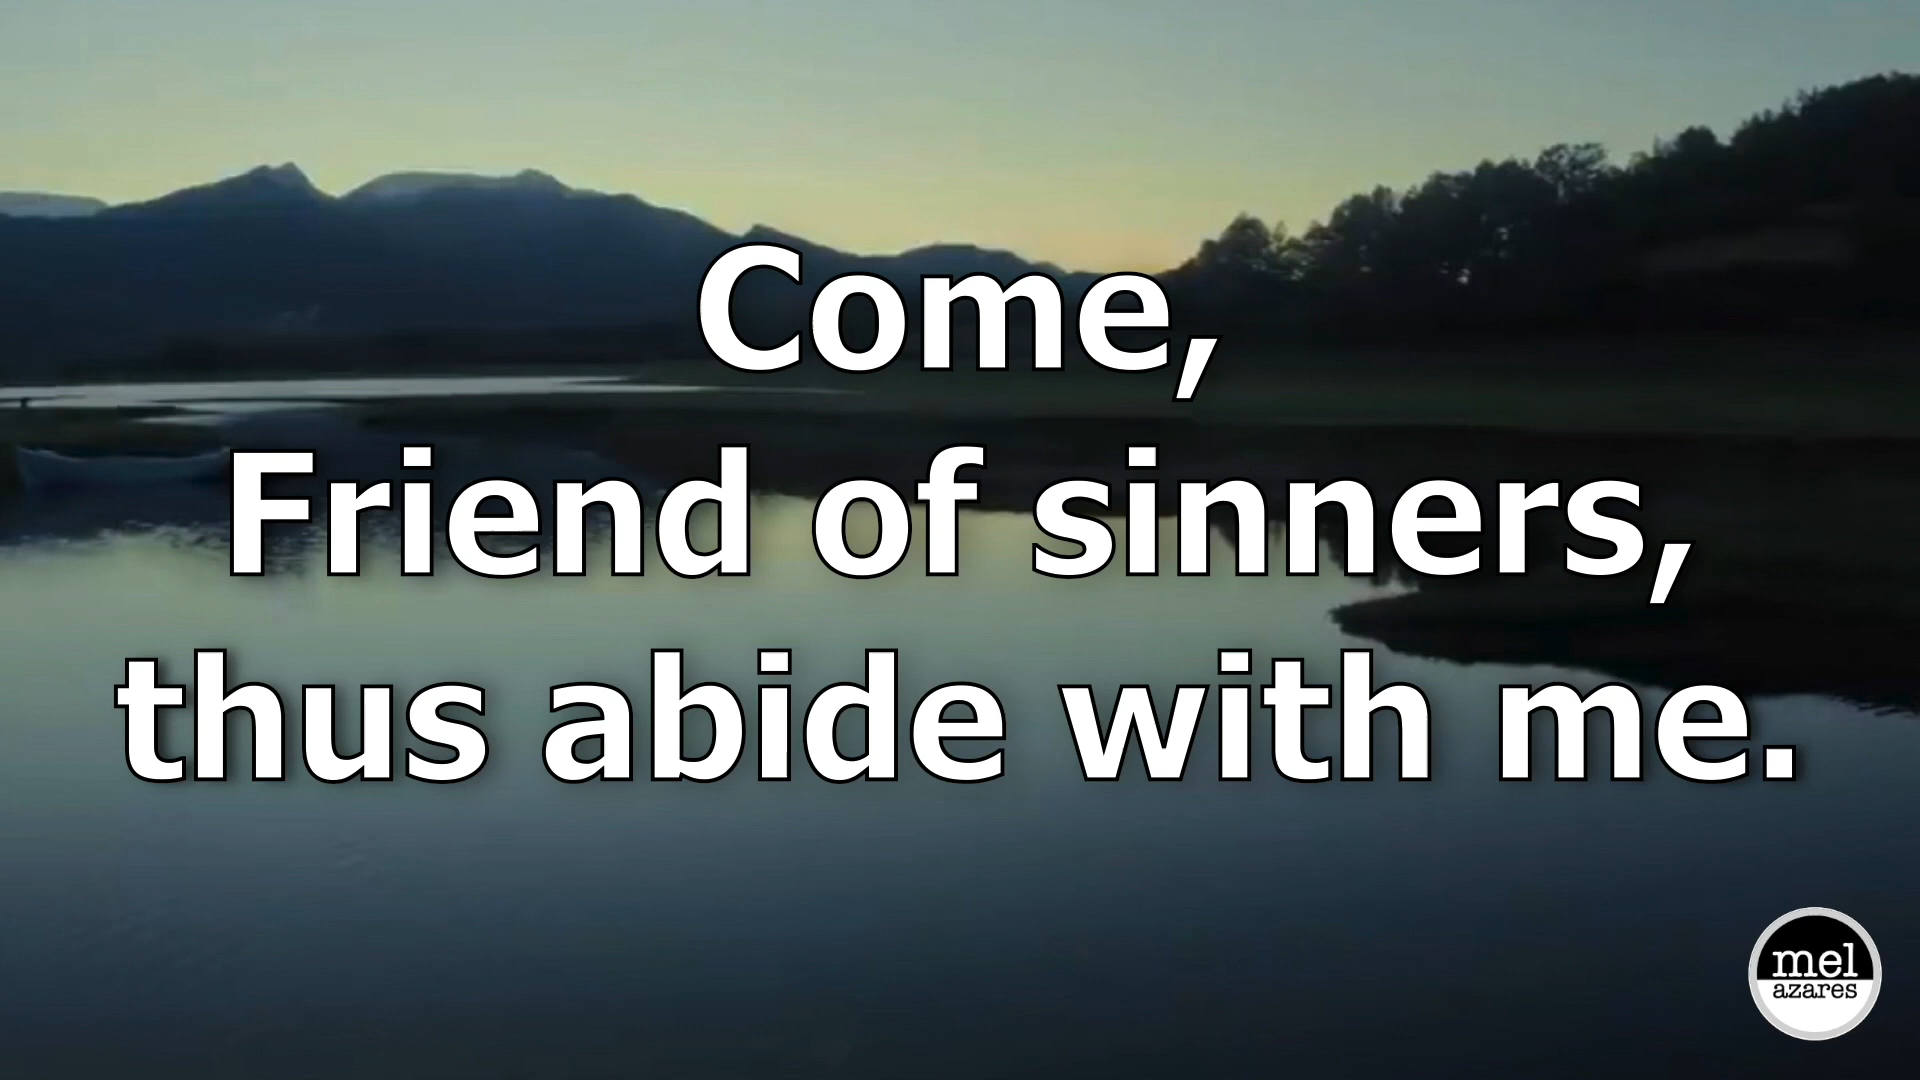 Come,
Friend of sinners,
thus abide with me.
mel
azares